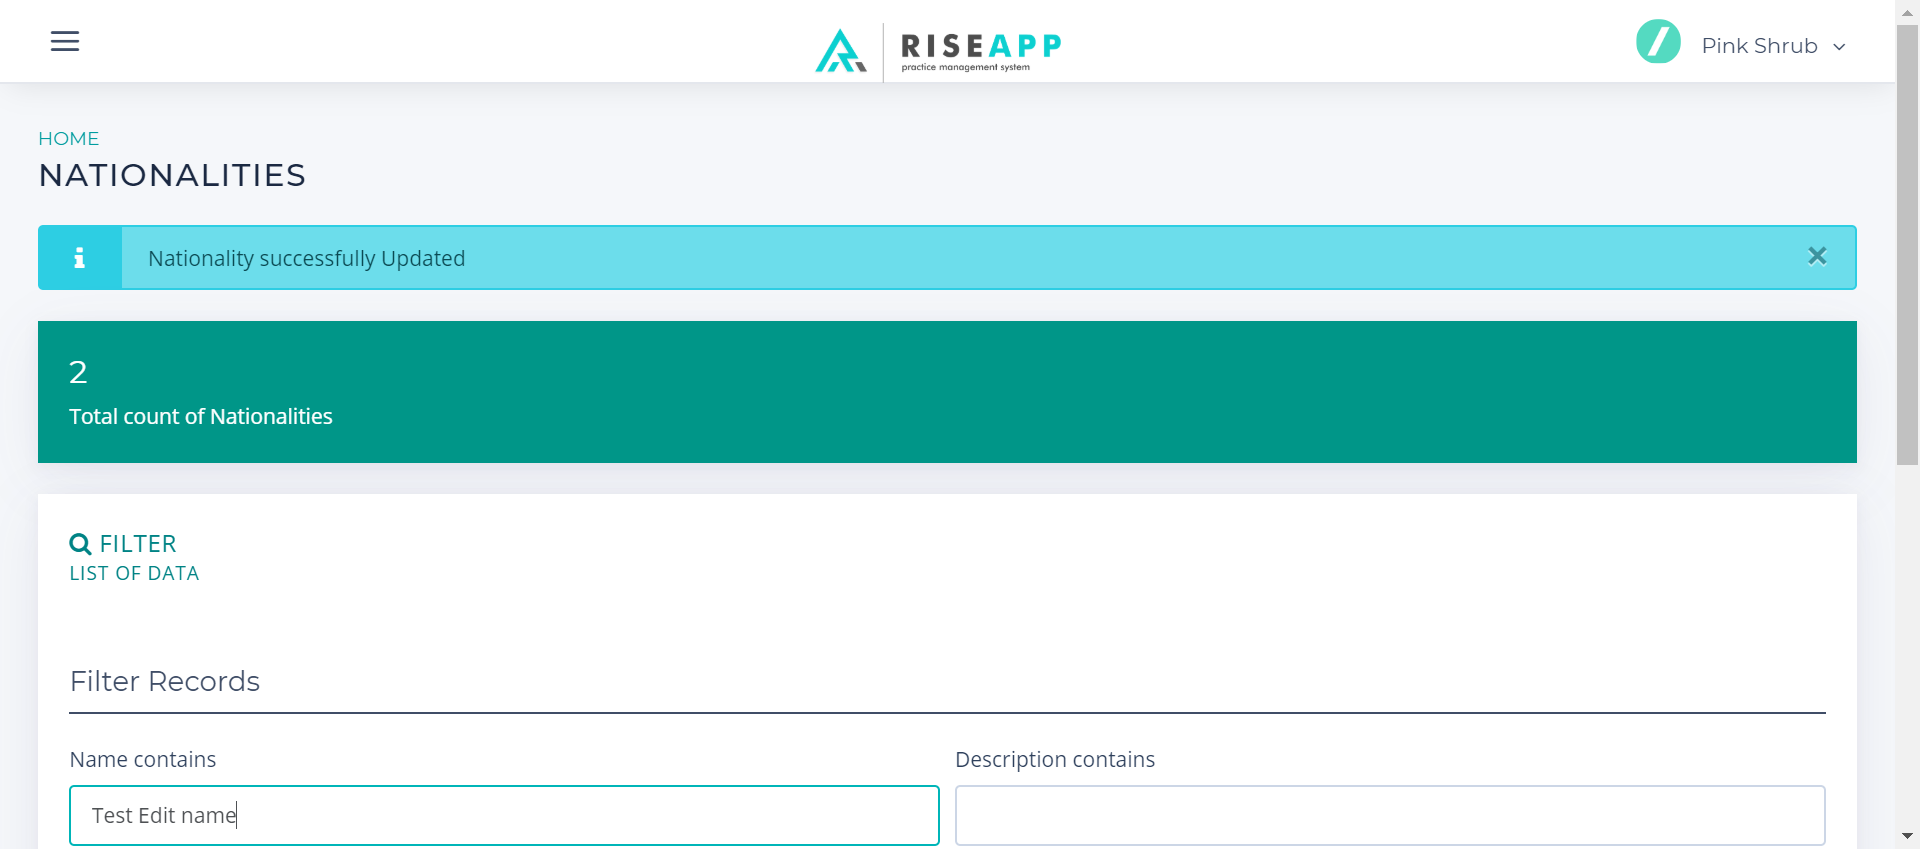 RISEAPP
practice management system
Pink Shrub
HOME
NATIONALITIES
Nationality successfully Updated
2
Total count of Nationalities
FILTER
LIST OF DATA
Filter Records
Name contains
Description contains
Test Edit name